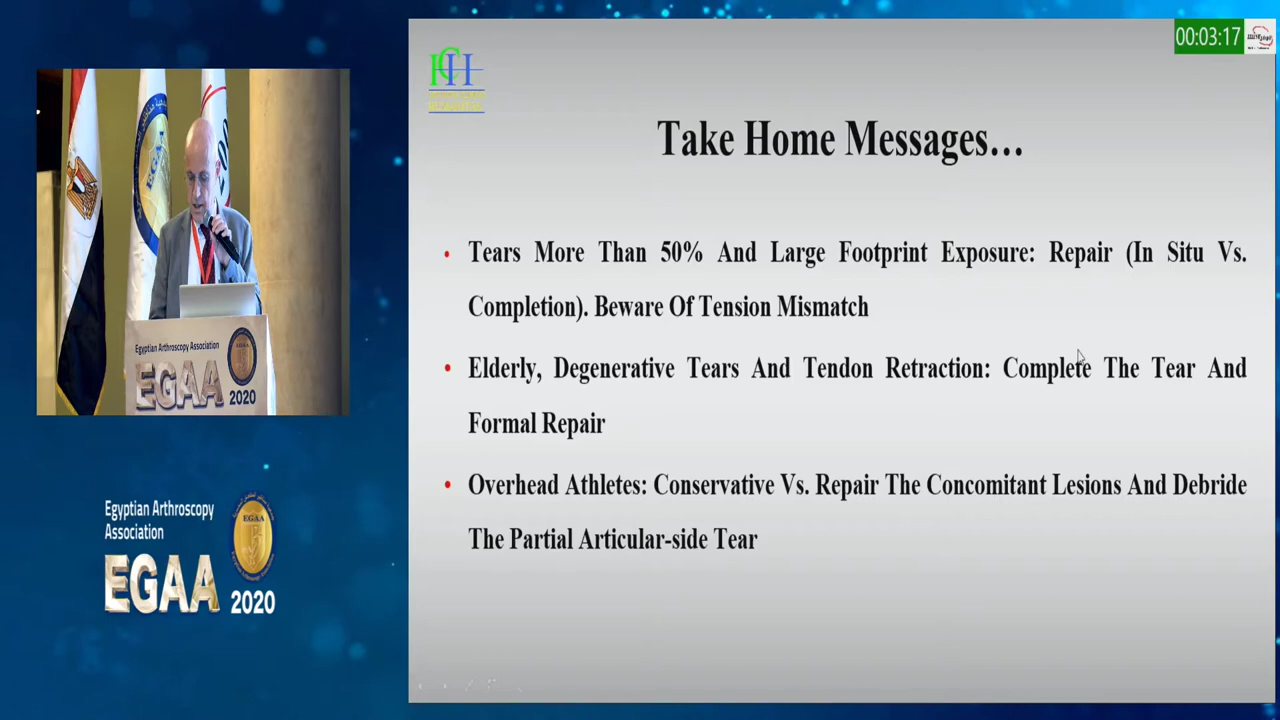 00:03:17
Take Home Messages…
• Tears More Than 50% And Large Footprint Exposure: Repair (In Situ Vs.
Completion). Beware Of Tension Mismatch
• Elderly, Degenerative Tears And Tendon Retraction: Complete The Tear And
Formal Repair
• Overhead Athletes: Conservative Vs. Repair The Concomitant Lesions And Debride
The Partial Articular-side Tear
EGAA
Egyptian Arthroscopy Association
EGAA
2020
Egyptian Arthroscopy
Association
EGAA
2020
EGAA